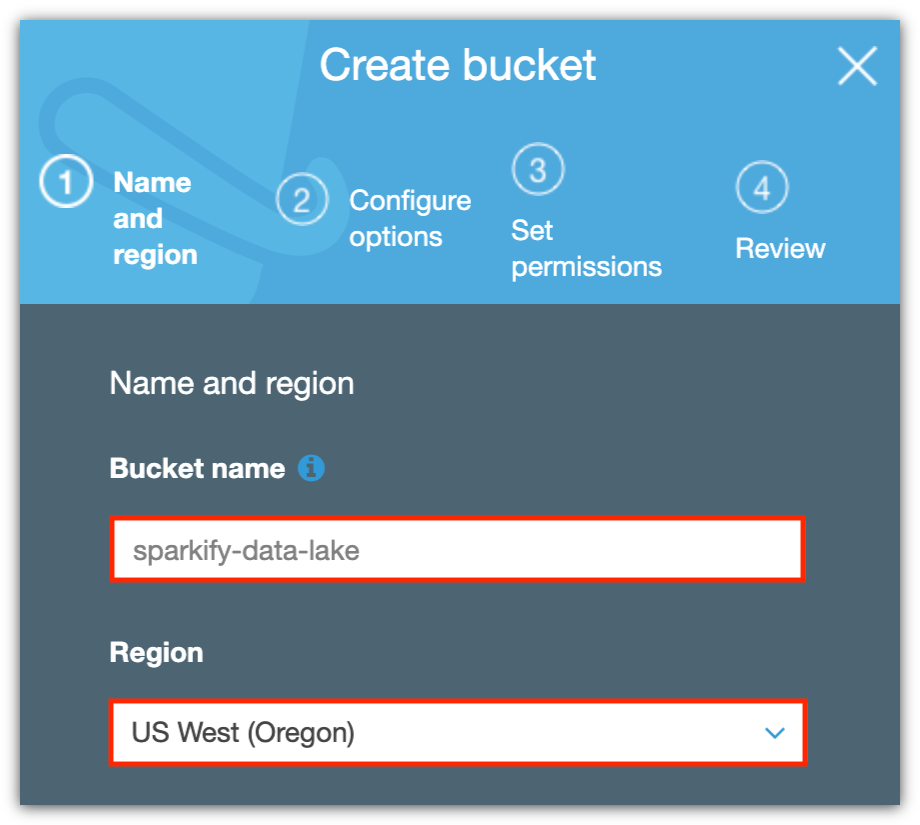 Create bucket
1
Name
and
region
2
Configure
options
3
Set
permissions
4
Review
Name and region
Bucket name
sparkify-data-lake
Region
US West (Oregon)